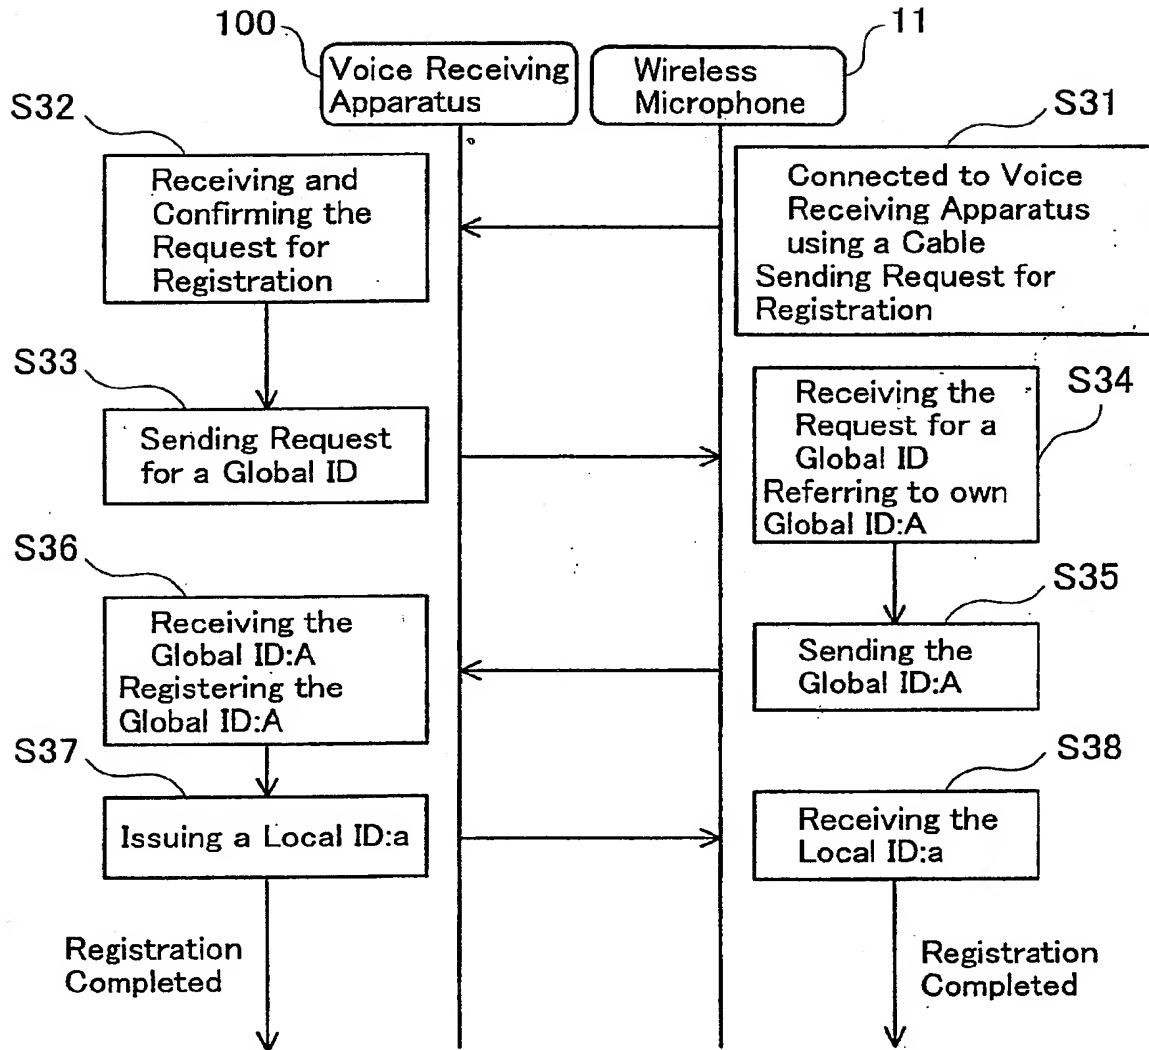 100
11
Voice Receiving
Apparatus
Wireless
Microphone
S32
S31
Receiving and
Confirming the
Request for
Registration
Connected to Voice
Receiving Apparatus
using a Cable
Sending Request for
Registration
S33
S34
Sending Request
for a Global ID
Receiving the
Request for a
Global ID
Referring to own
Global ID:A
S36
S35
Receiving the
Global ID:A
Registering the
Global ID:A
Sending the
Global ID:A
S37
S38
Issuing a Local ID:a
Receiving the
Local ID:a
Registration
Completed
Registration
Completed